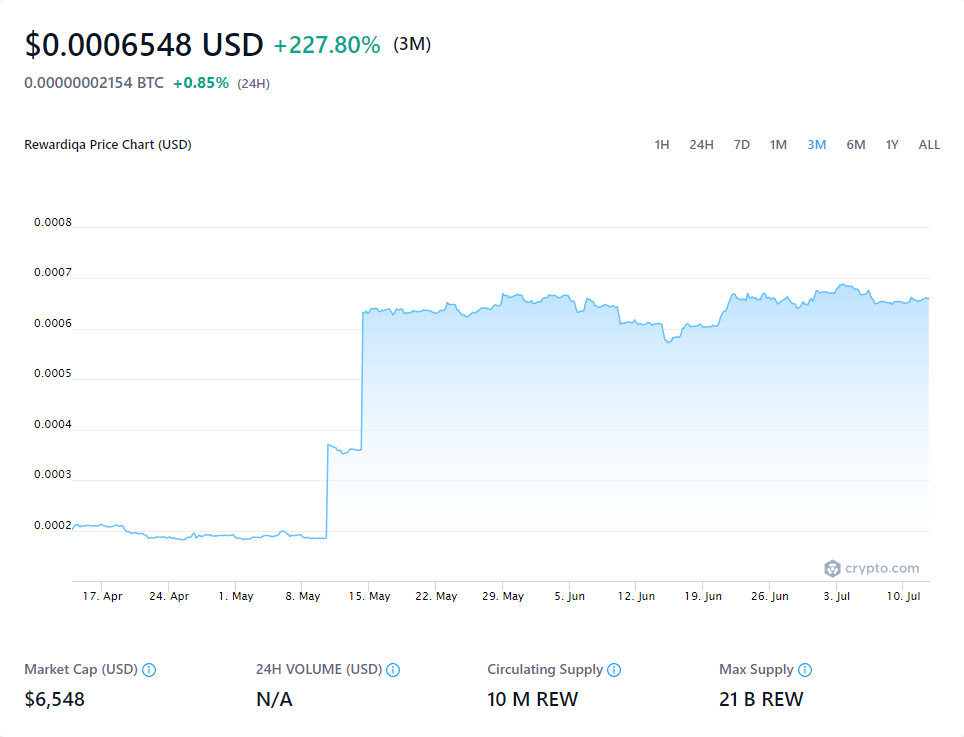 $0.0006548 USD +227.80% (3M)
0.00000002154 BTC +0.85% (24H)
Rewardiqa Price Chart (USD) 1H 24H 7D 1M 3M 6M 1Y ALL
0.0008
0.0007
0.0006
0.0005
0.0004
0.0003
0.0002
crypto.com
17. Apr 24. Apr 1. May 8. May 15. May 22. May 29. May 5. Jun 12. Jun 19. Jun 26. Jun 3. Jul 10. Jul
Market Cap (USD) 24H VOLUME (USD) Circulating Supply Max Supply
$6,548 N/A 10 M REW 21 B REW